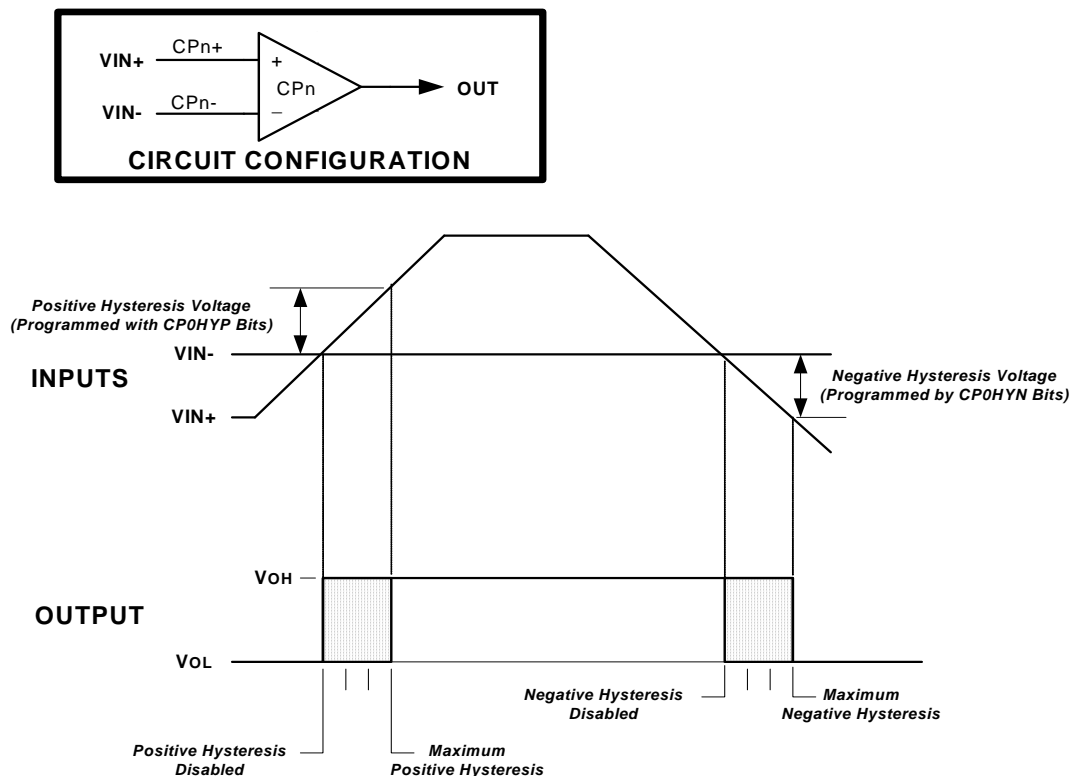 VIN+
CPn+
+
CPn
OUT
VIN-
CPn-
−
CIRCUIT CONFIGURATION
Positive Hysteresis Voltage
(Programmed with CP0HYP Bits)
VIN-
INPUTS
Negative Hysteresis Voltage
(Programmed by CP0HYN Bits)
VIN+
VOH
OUTPUT
VOL
Negative Hysteresis
Disabled
Maximum
Negative Hysteresis
Positive Hysteresis
Disabled
Maximum
Positive Hysteresis